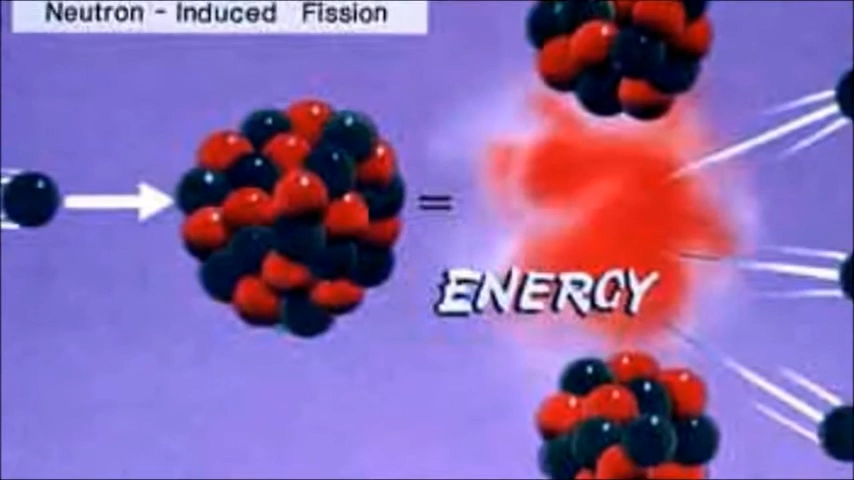 Neutron - Induced Fission
=
ENERGY